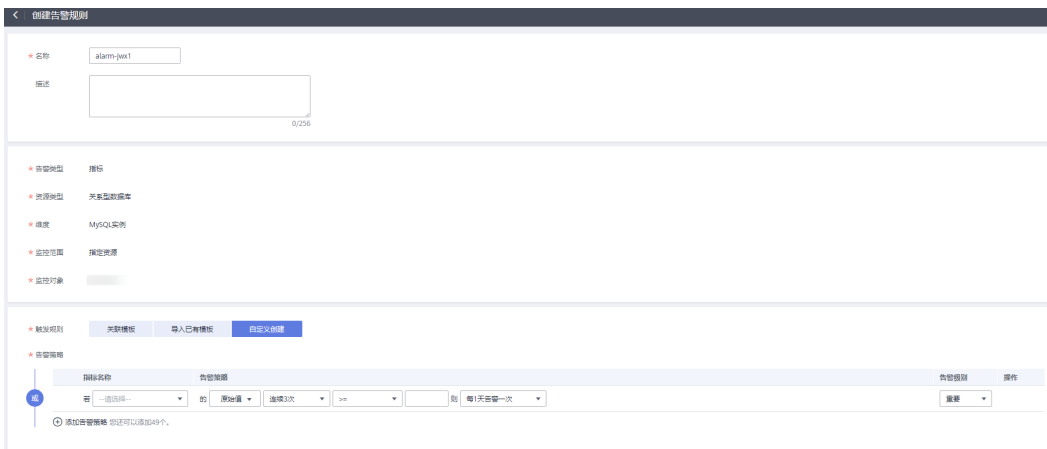 创建告警规则
* 名称 alarm-jwx1
描述
0/256
* 告警类型 指标
* 资源类型 关系型数据库
* 维度 MySQL实例
* 监控范围 指定资源
* 监控对象
* 触发规则 关联模板 导入已有模板 自定义创建
* 告警策略
指标名称 告警策略 告警级别 操作
或 若 --请选择-- 的 原始值 连续3次 >= 则 每1天告警一次 重要
添加告警策略 您还可以添加49个。